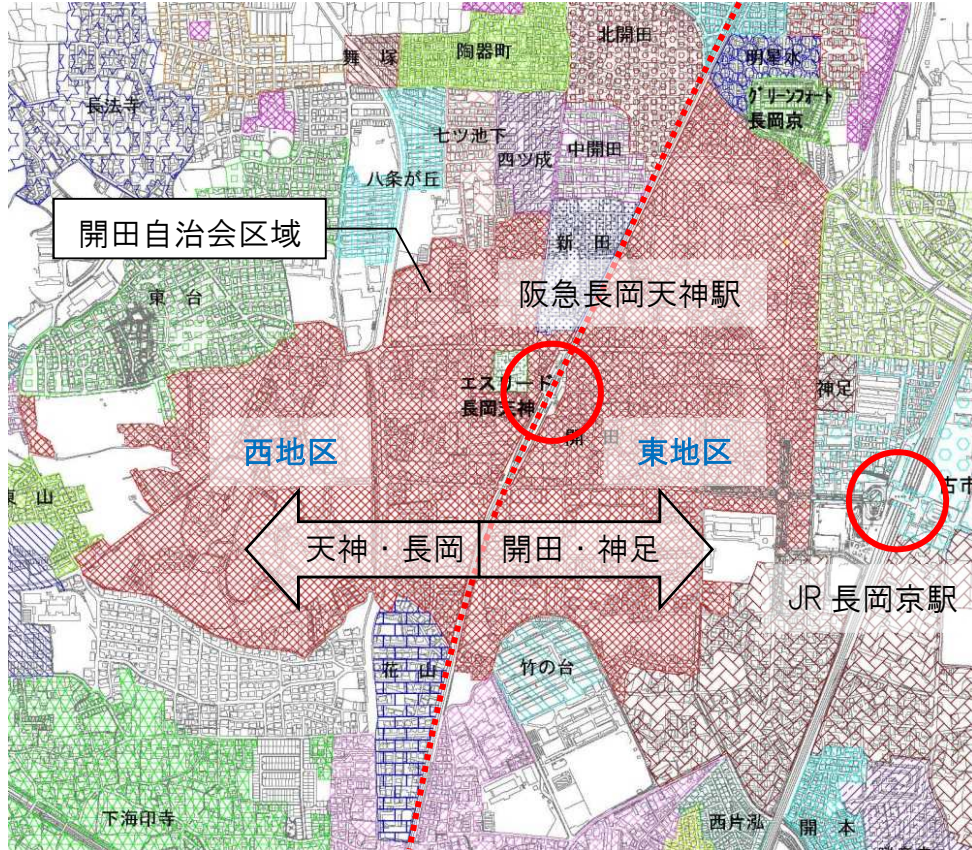 北開田
舞塚
陶器町
明星水
長法寺
グリーンフォート
長岡京
七ツ池下
西ツ成
中開田
八条が丘
開田自治会区域
新田
阪急長岡天神駅
東台
エスリード
長岡天神
神足
開田
西地区
東地区
古市
天神・長岡
開田・神足
JR長岡京駅
花山
竹の台
下海印寺
西片泓
開本